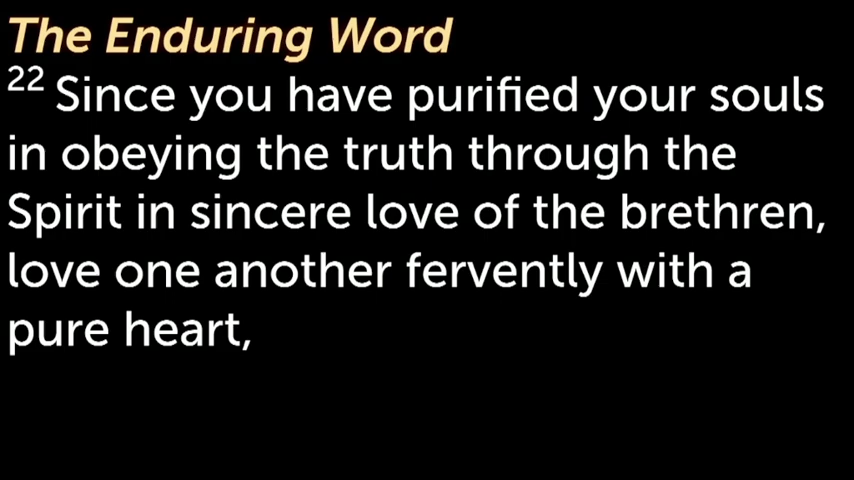 The Enduring Word
22 Since you have purified your souls
in obeying the truth through the
Spirit in sincere love of the brethren,
love one another fervently with a
pure heart,